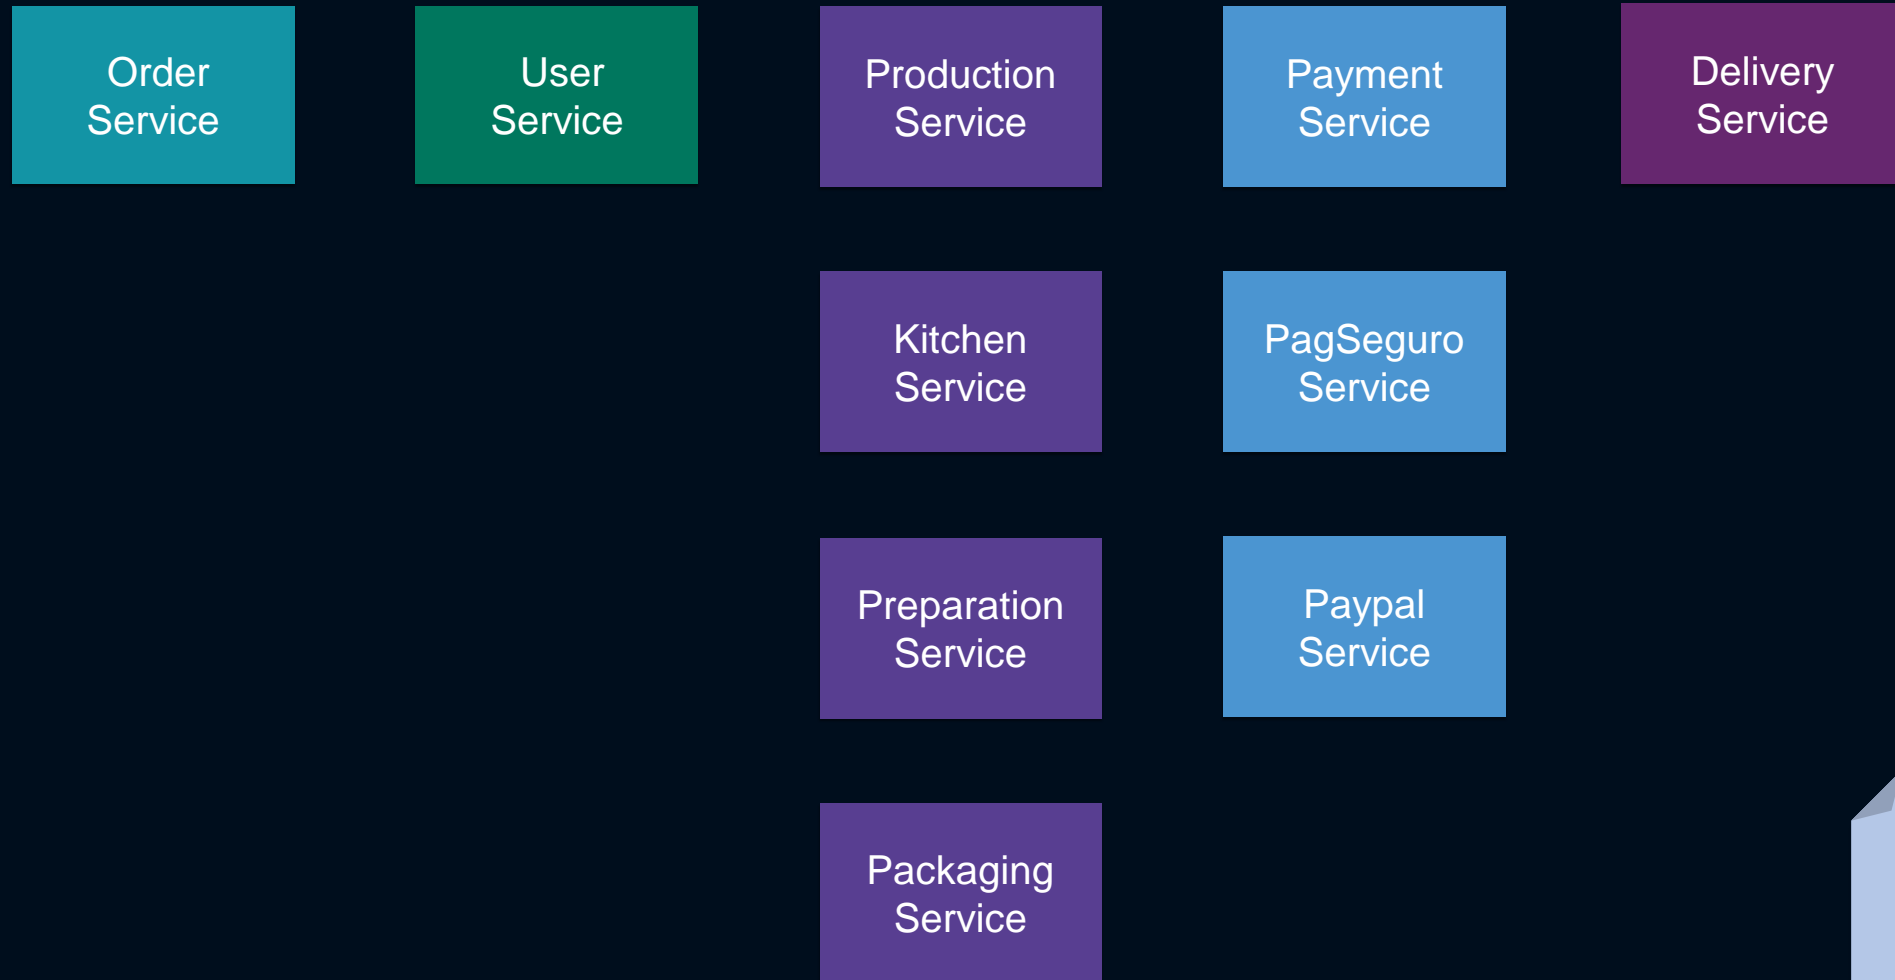 Order
Service
User
Service
Production
Service
Payment
Service
Delivery
Service
Kitchen
Service
PagSeguro
Service
Preparation
Service
Paypal
Service
Packaging
Service